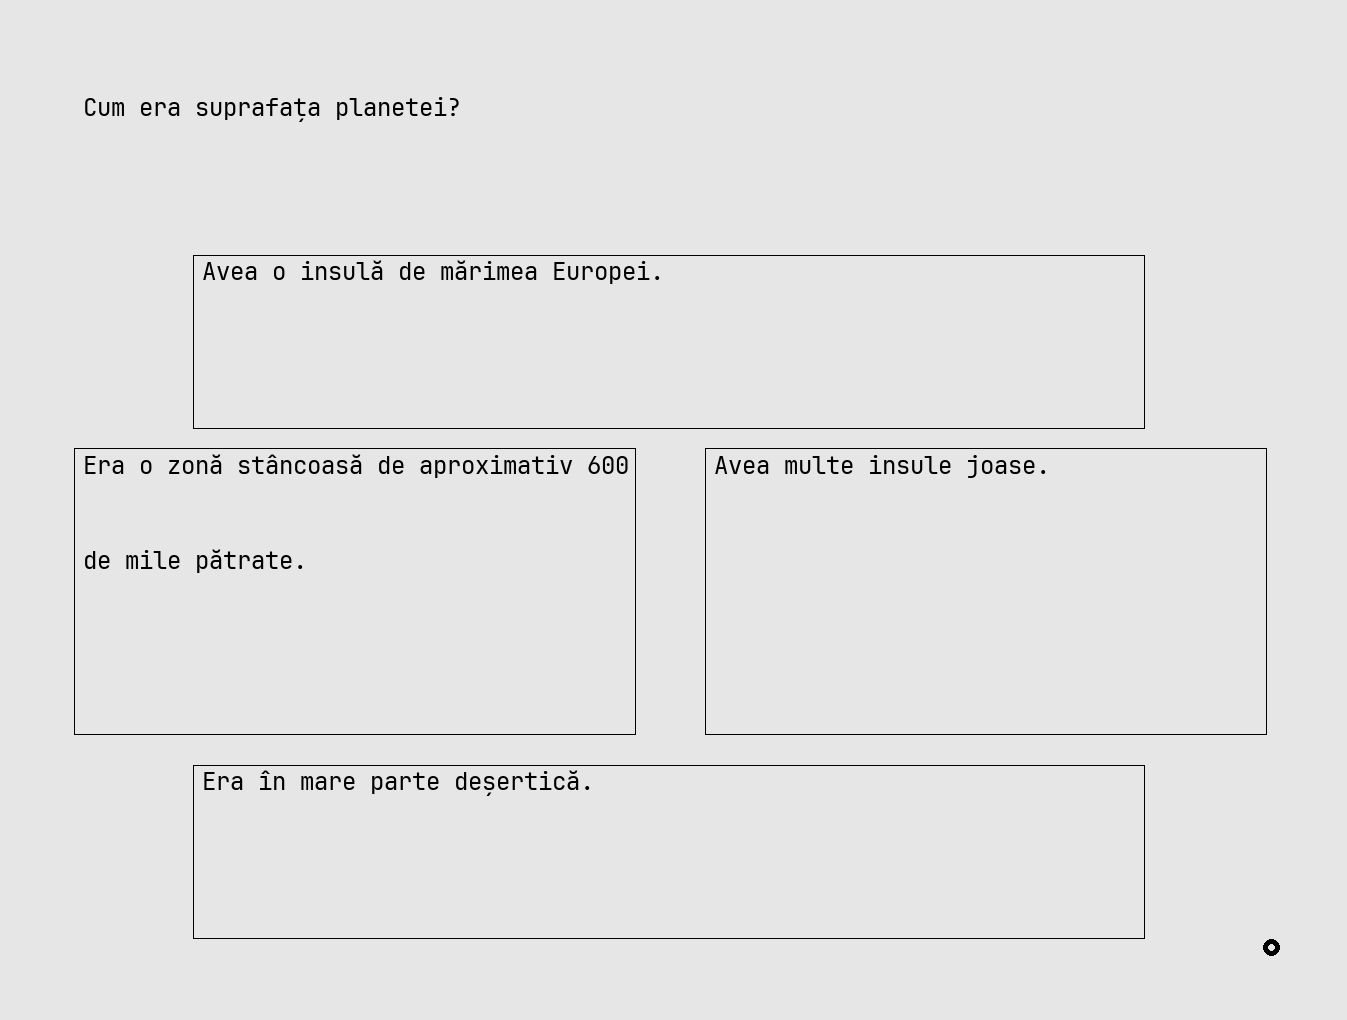 Cum era suprafața planetei?
Avea o insulă de mărimea Europei.
Era o zonă stâncoasă de aproximativ 600
de mile pătrate.
Avea multe insule joase.
Era în mare parte deșertică.